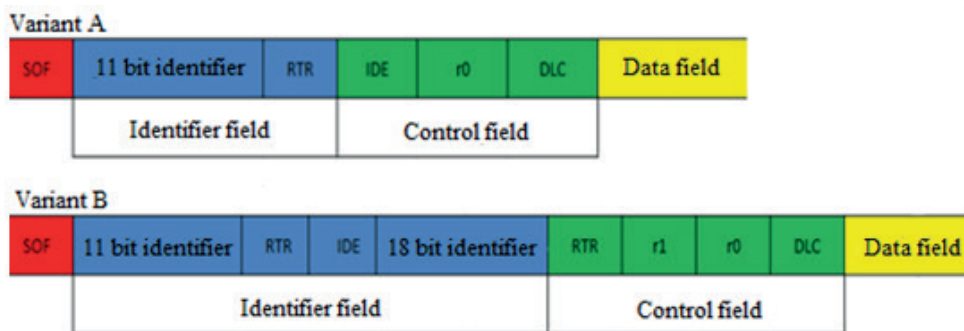 Variant A
SOF 11 bit identifier RTR IDE r0 DLC Data field
Identifier field Control field
Variant B
SOF 11 bit identifier RTR IDE 18 bit identifier RTR r1 r0 DLC Data field
Identifier field Control field